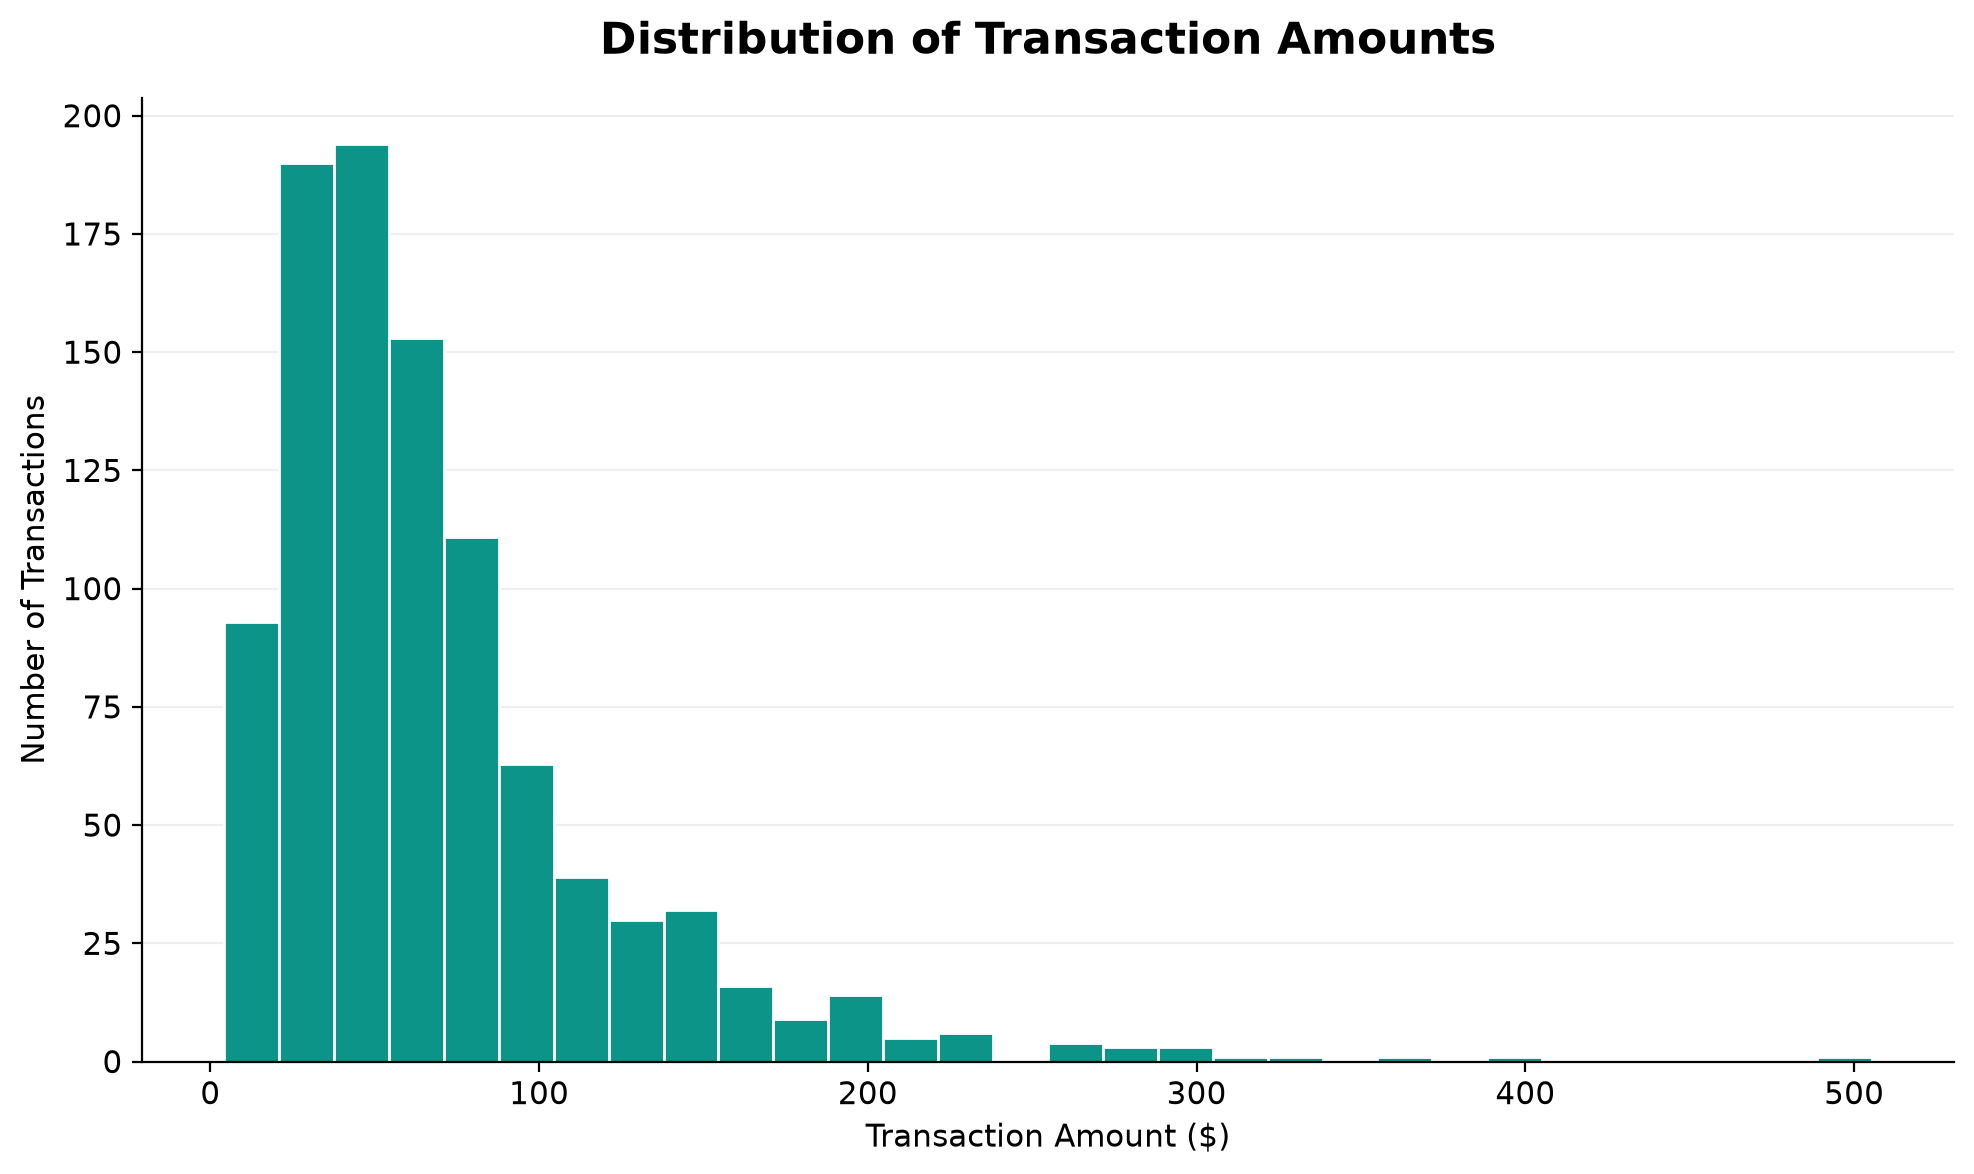 Distribution of Transaction Amounts
200
175
150
125
100
75
50
25
0
Number of Transactions
0 100 200 300 400 500
Transaction Amount ($)